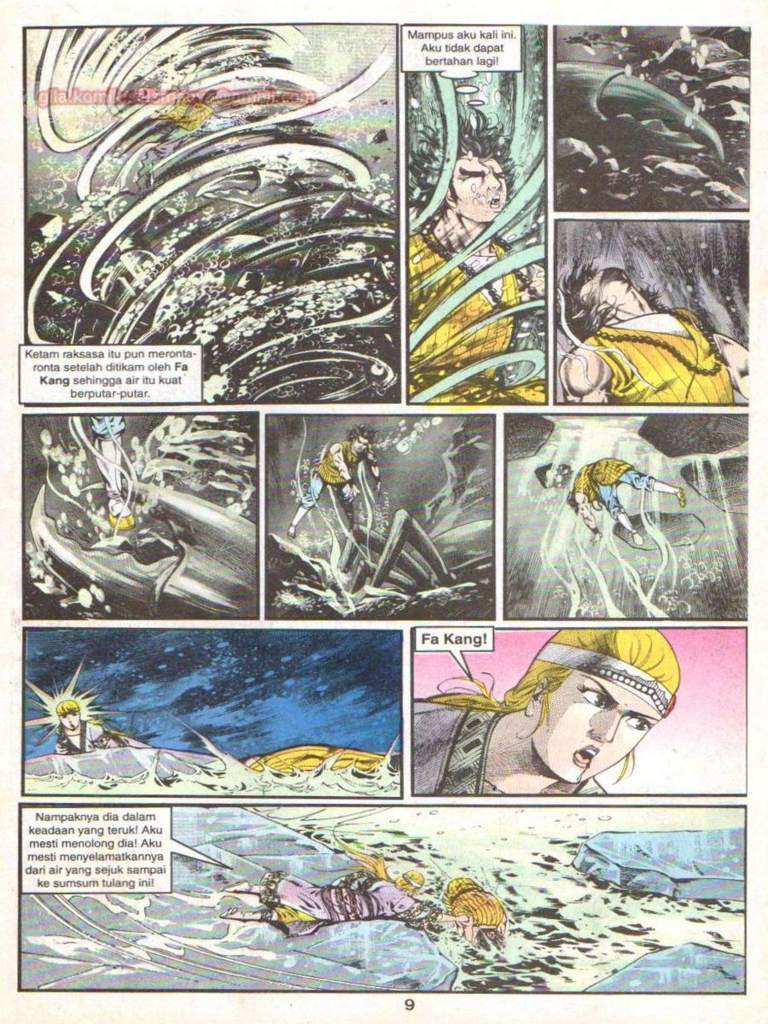 Ketam raksasa itu pun meronta-
ronta setelah ditikam oleh Fa
Kang sehingga air itu kuat
berputar-putar.
Mampus aku kali ini.
Aku tidak dapat
bertahan lagi!
Fa Kang!
Nampaknya dia dalam
keadaan yang teruk! Aku
mesti menolong dia! Aku
mesti menyelamatkannya
dari air yang sejuk sampai
ke sumsum tulang ini!
9